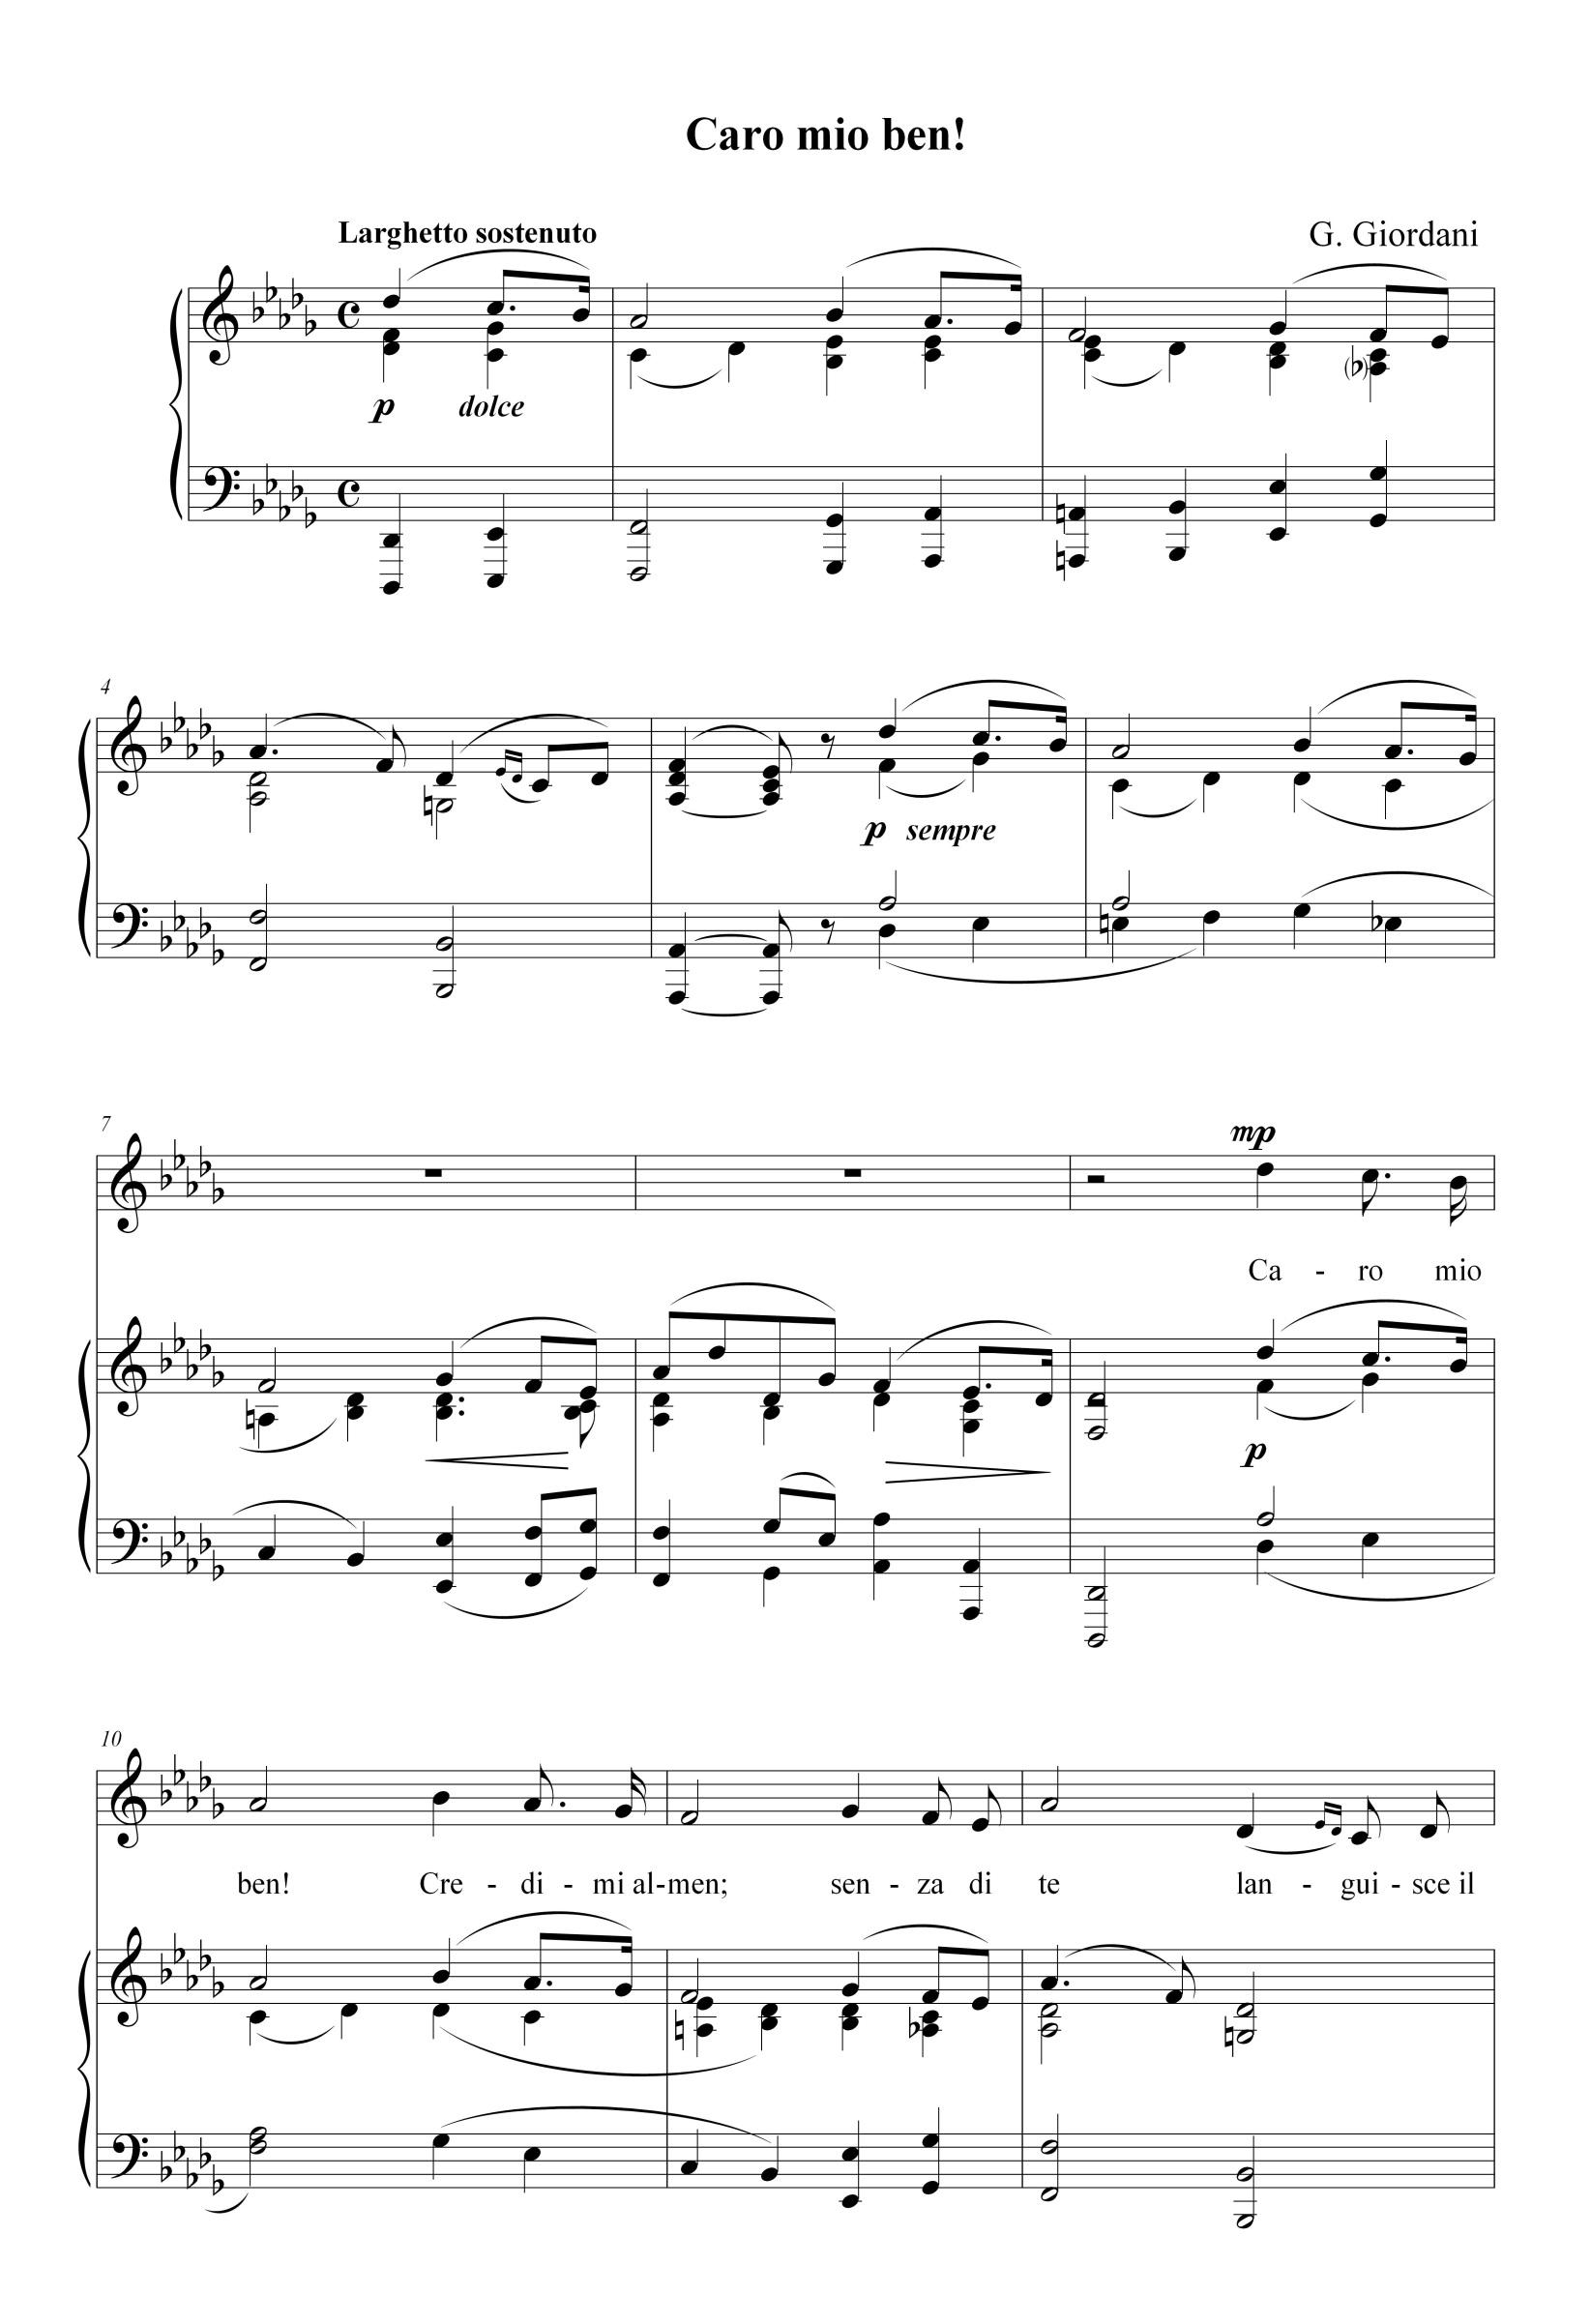 Caro mio ben!
Larghetto sostenuto
G. Giordani
p dolce
4
p sempre
7
mp
Ca - ro mio
p
10
ben! Cre - di - mi al - men; sen - za di te lan - gui - sce il